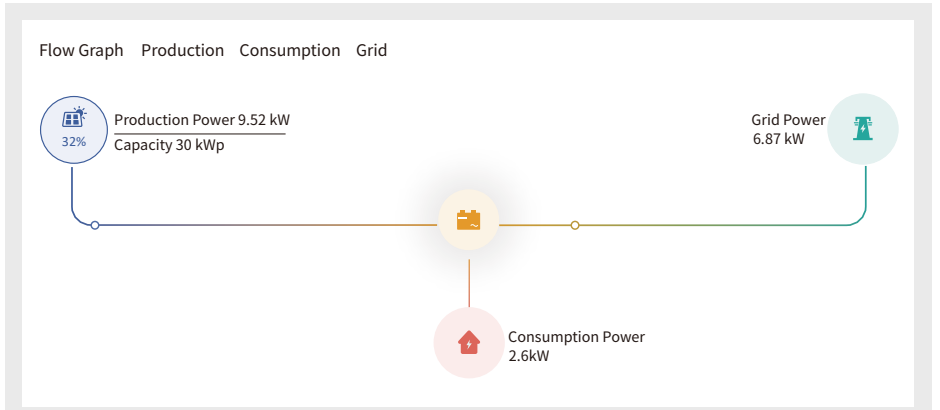 Flow Graph Production Consumption Grid
32%
Production Power 9.52 kW
Capacity 30 kWp
Grid Power
6.87 kW
Consumption Power
2.6kW